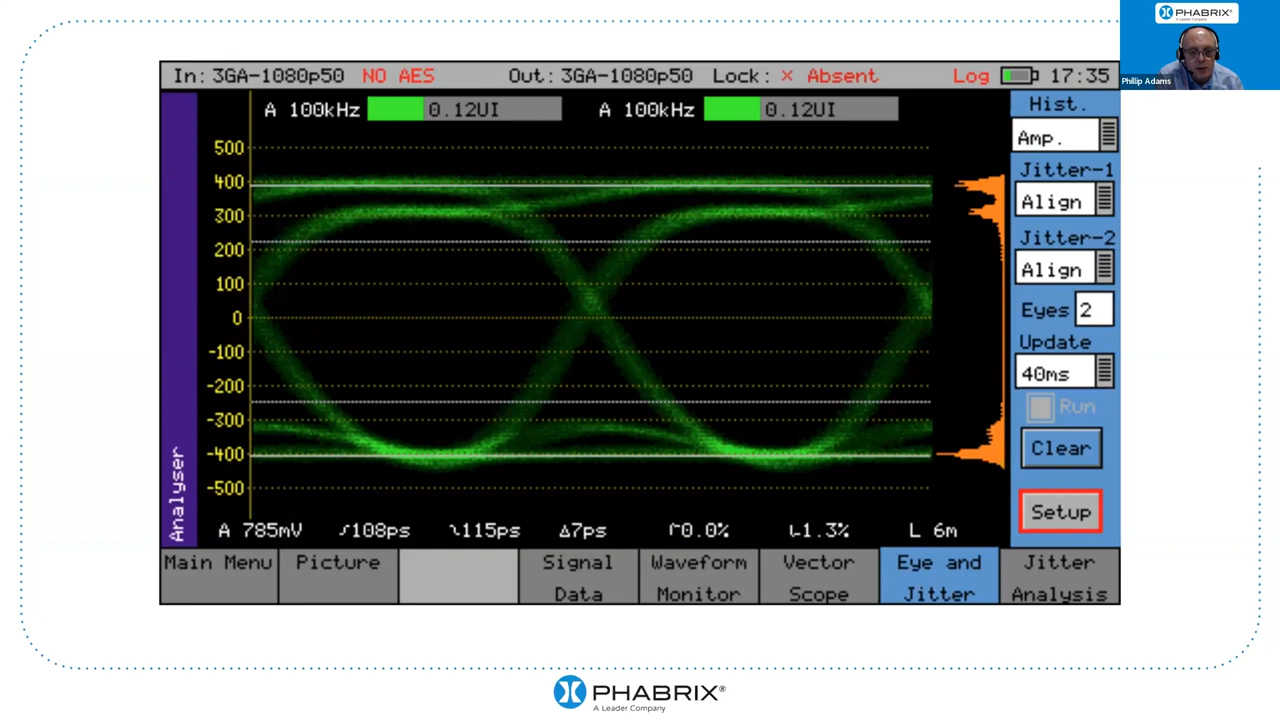 PHABRIX®
A Leader Company
Philip Adams
In: 3GA-1080p50 NO AES Out: 3GA-1080p50 Lock: × Absent Log 17:35
A 100kHz 0.12UI A 100kHz 0.12UI
Hist.
Amp.
Jitter-1
Align
Jitter-2
Align
Eyes 2
Update
40ms
Run
Clear
Setup
500
400
300
200
100
0
-100
-200
-300
-400
-500
Analyser
A 785mV 108ps 115ps Δ7ps 0.0% 1.3% L 6m
Main Menu
Picture
Signal
Data
Waveform
Monitor
Vector
Scope
Eye and
Jitter
Jitter
Analysis
PHABRIX®
A Leader Company